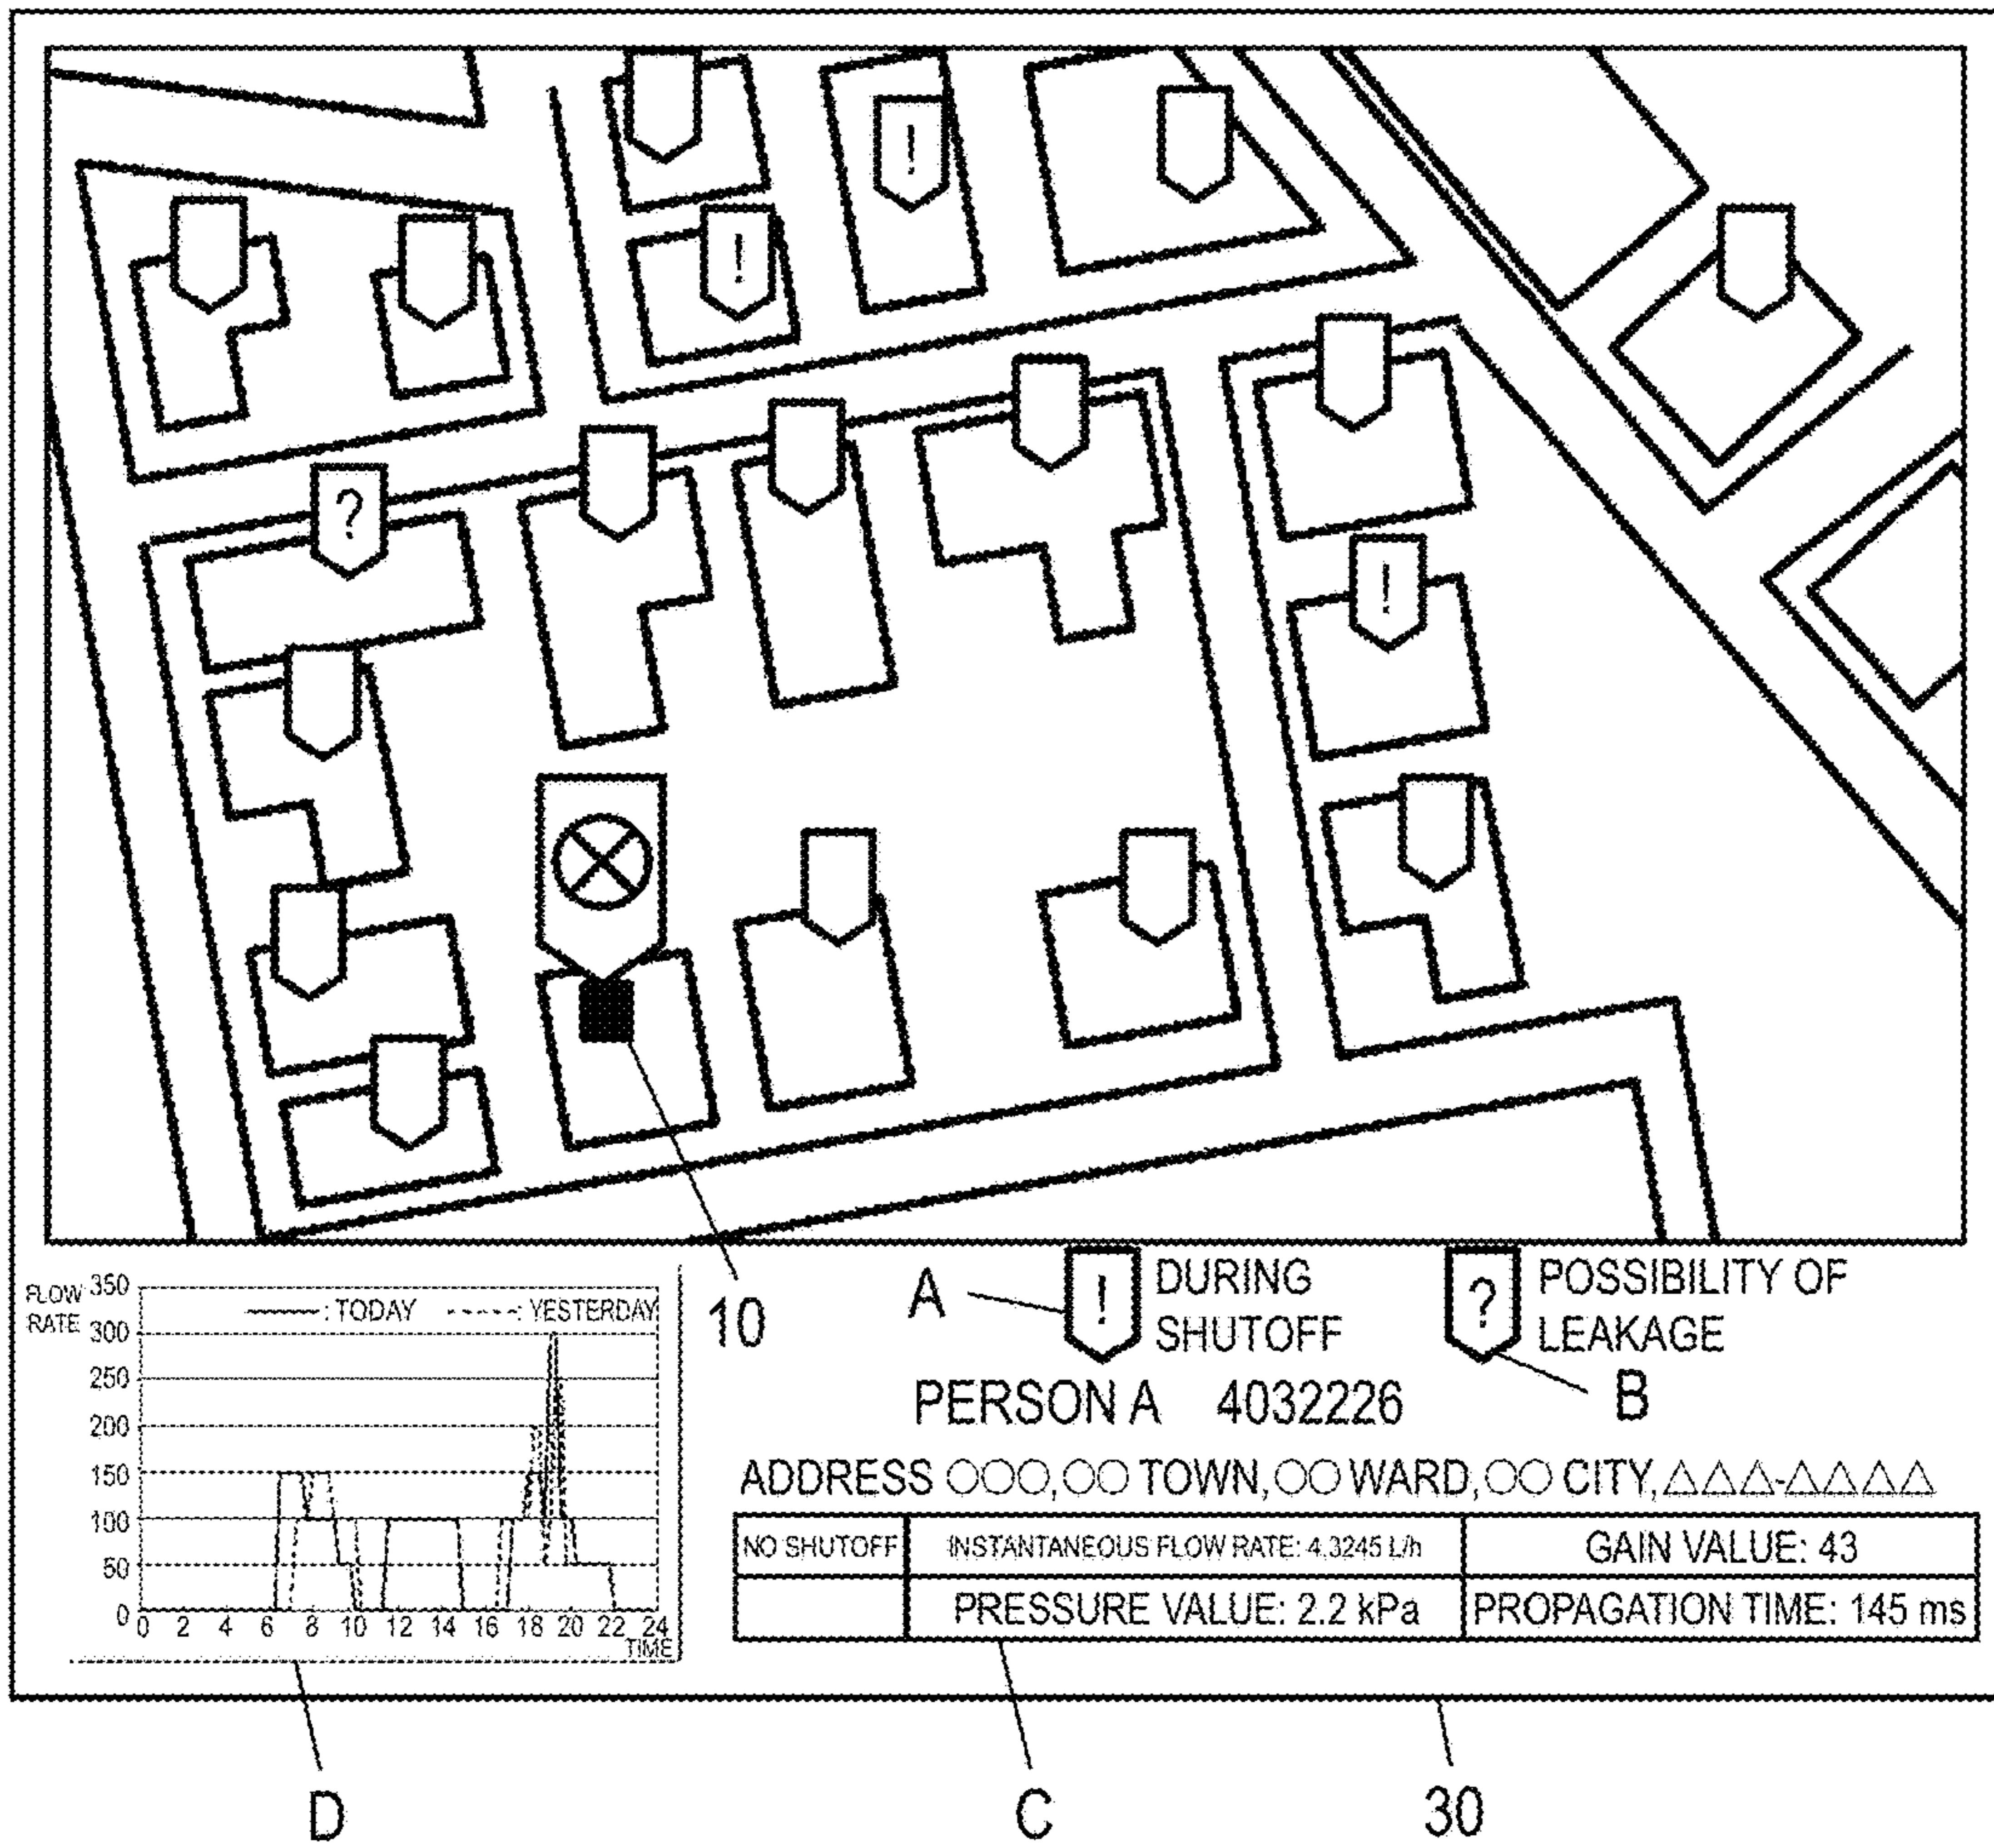 !
!
?
!
10
FLOW RATE
350
300
250
200
150
100
50
0
: TODAY
: YESTERDAY
0 2 4 6 8 10 12 14 16 18 20 22 24
TIME
A
! DURING SHUTOFF
? POSSIBILITY OF LEAKAGE
B
PERSON A 4032226
ADDRESS ○○○,○○ TOWN,○○ WARD,○○ CITY,△△△-△△△△
NO SHUTOFF
INSTANTANEOUS FLOW RATE: 4.3245 L/h
GAIN VALUE: 43
PRESSURE VALUE: 2.2 kPa
PROPAGATION TIME: 145 ms
D
C
30